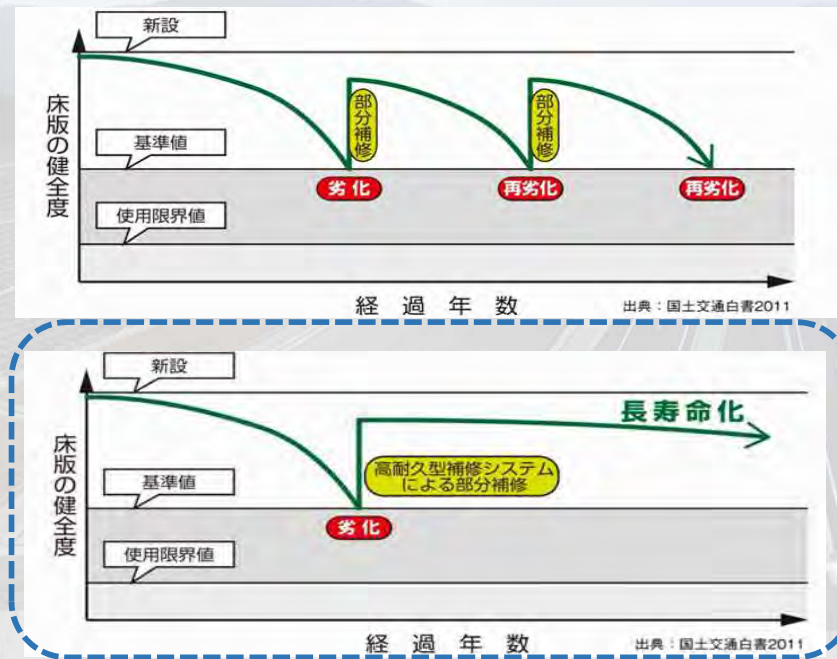 新設
床版の健全度
基準値
使用限界値
部分補修
部分補修
劣化
再劣化
再劣化
経過年数
出典：国土交通白書2011
新設
床版の健全度
基準値
使用限界値
長寿命化
高耐久型補修システム
による部分補修
劣化
経過年数
出典：国土交通白書2011